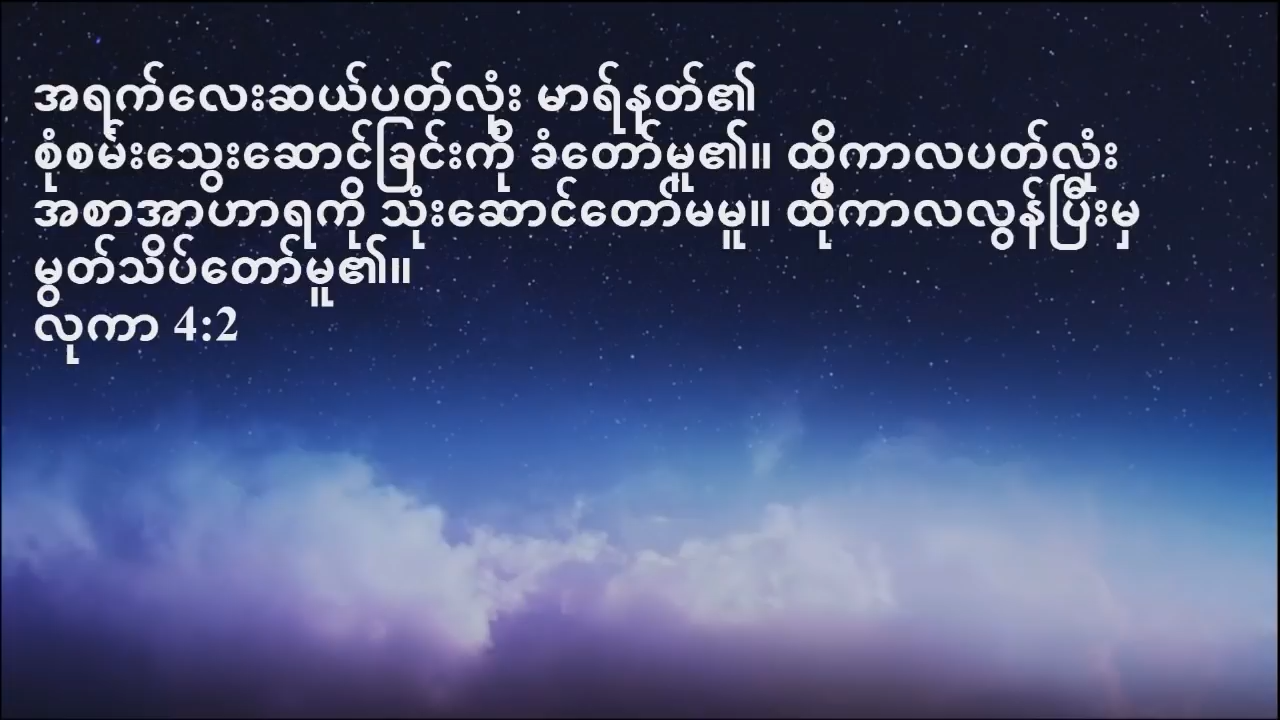 အရက်လေးဆယ်ပတ်လုံး မာရ်နတ်၏
စုံစမ်းသွေးဆောင်ခြင်းကို ခံတော်မူ၏။ ထိုကာလပတ်လုံး
အစာအာဟာရကို သုံးဆောင်တော်မမူ။ ထိုကာလလွန်ပြီးမှ
မွတ်သိပ်တော်မူ၏။
လုကာ 4:2